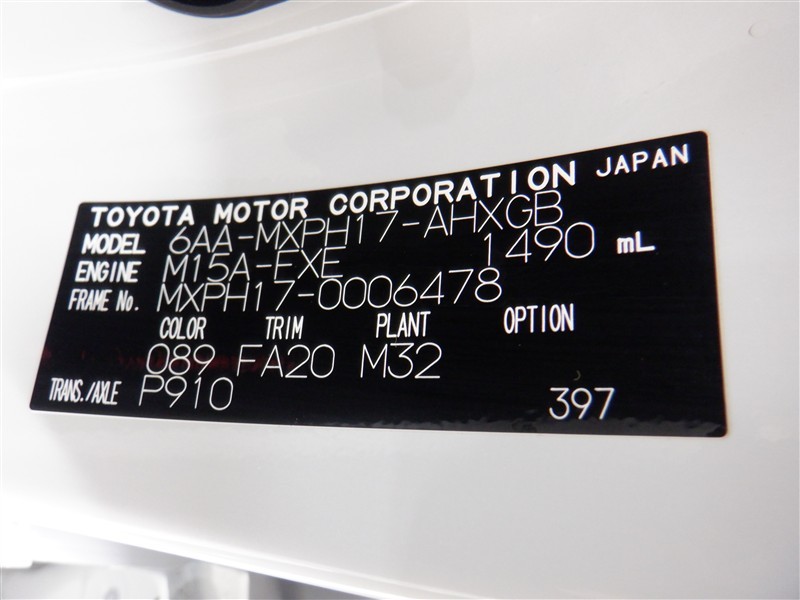 TOYOTA MOTOR CORPORATION JAPAN
MODEL 6AA-MXPH17-AHXGB
ENGINE M15A-FXE 1490 mL
FRAME No. MXPH17-0006478
COLOR TRIM PLANT OPTION
089 FA20 M32
TRANS./AXLE P910 397